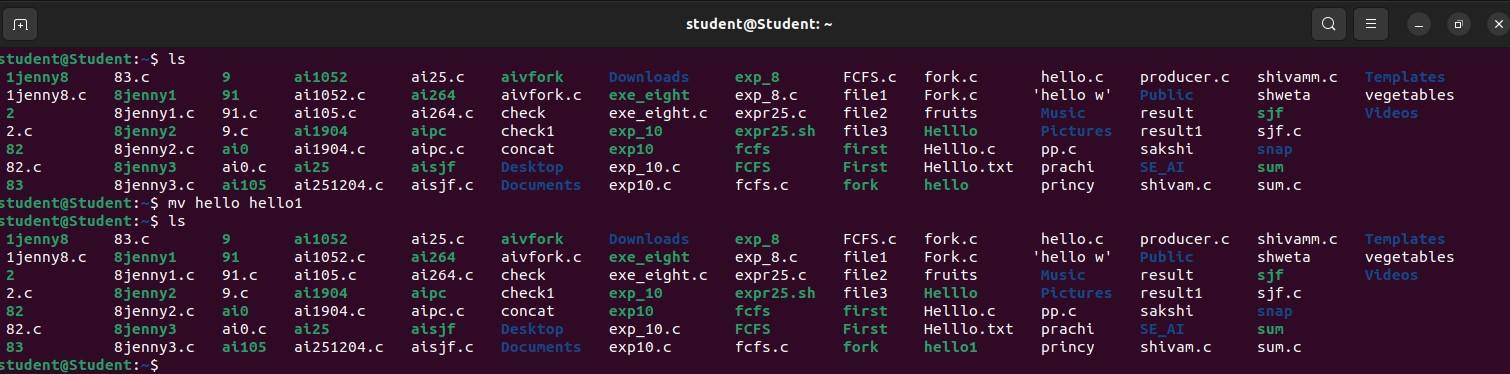 student@Student: ~
student@Student:~$ ls
1jenny8 83.c 9 ai1052 ai25.c aivfork Downloads exp_8 FCFS.c fork.c hello.c producer.c shivamm.c Templates
1jenny8.c 8jenny1 91 ai1052.c ai264 aivfork.c exe_eight exp_8.c file1 Fork.c 'hello w' Public shweta vegetables
2 8jenny1.c 91.c ai105.c ai264.c check exe_eight.c expr25.c file2 fruits Music result sjf Videos
2.c 8jenny2 9.c ai1904 aipc check1 exp_10 expr25.sh file3 Helllo Pictures result1 sjf.c
82 8jenny2.c ai0 ai1904.c aipc.c concat exp10 fcfs first Helllo.c pp.c sakshi snap
82.c 8jenny3 ai0.c ai25 aisjf Desktop exp_10.c FCFS First Helllo.txt prachi SE_AI sum
83 8jenny3.c ai105 ai251204.c aisjf.c Documents exp10.c fcfs.c fork hello princy shivam.c sum.c
student@Student:~$ mv hello hello1
student@Student:~$ ls
1jenny8 83.c 9 ai1052 ai25.c aivfork Downloads exp_8 FCFS.c fork.c hello.c producer.c shivamm.c Templates
1jenny8.c 8jenny1 91 ai1052.c ai264 aivfork.c exe_eight exp_8.c file1 Fork.c 'hello w' Public shweta vegetables
2 8jenny1.c 91.c ai105.c ai264.c check exe_eight.c expr25.c file2 fruits Music result sjf Videos
2.c 8jenny2 9.c ai1904 aipc check1 exp_10 expr25.sh file3 Helllo Pictures result1 sjf.c
82 8jenny2.c ai0 ai1904.c aipc.c concat exp10 fcfs first Helllo.c pp.c sakshi snap
82.c 8jenny3 ai0.c ai25 aisjf Desktop exp_10.c FCFS First Helllo.txt prachi SE_AI sum
83 8jenny3.c ai105 ai251204.c aisjf.c Documents exp10.c fcfs.c fork hello1 princy shivam.c sum.c
student@Student:~$